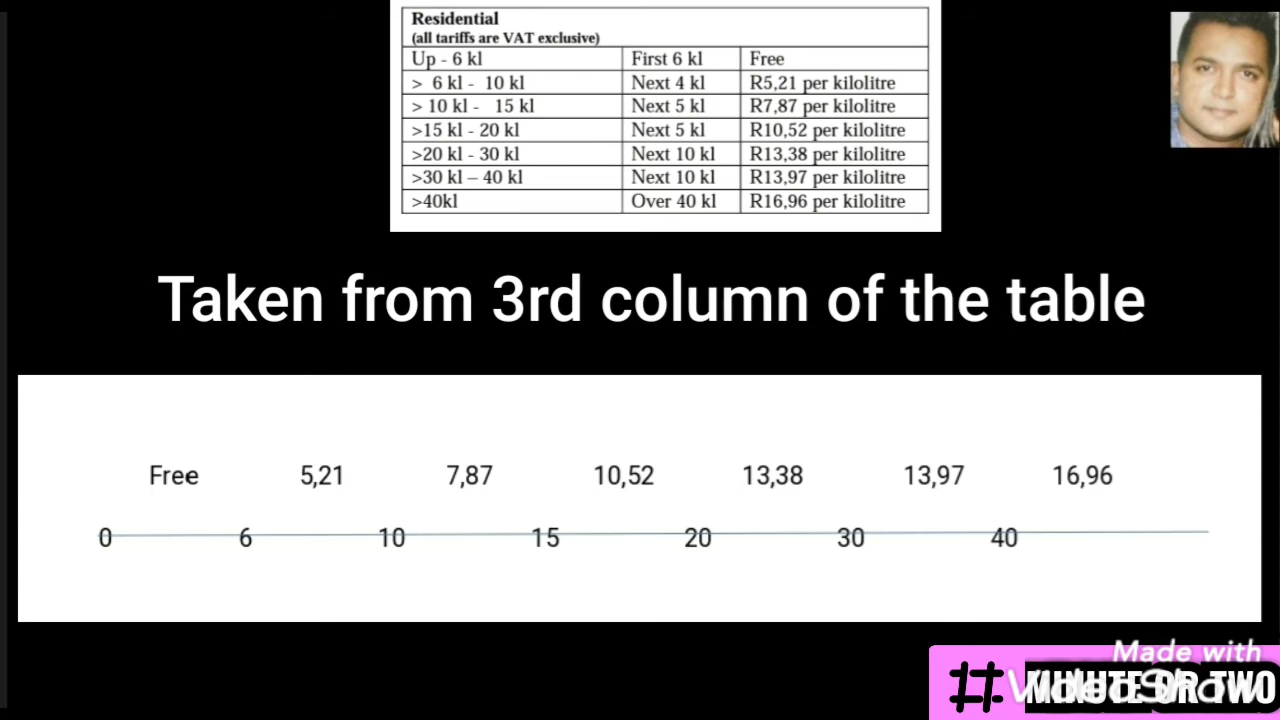 Residential
(all tariffs are VAT exclusive)
Up - 6 kl First 6 kl Free
> 6 kl - 10 kl Next 4 kl R5,21 per kilolitre
> 10 kl - 15 kl Next 5 kl R7,87 per kilolitre
>15 kl - 20 kl Next 5 kl R10,52 per kilolitre
>20 kl - 30 kl Next 10 kl R13,38 per kilolitre
>30 kl – 40 kl Next 10 kl R13,97 per kilolitre
>40kl Over 40 kl R16,96 per kilolitre
Taken from 3rd column of the table
Free 5,21 7,87 10,52 13,38 13,97 16,96
0 6 10 15 20 30 40
Made with
VideoShow
# MINUTE OR TWO